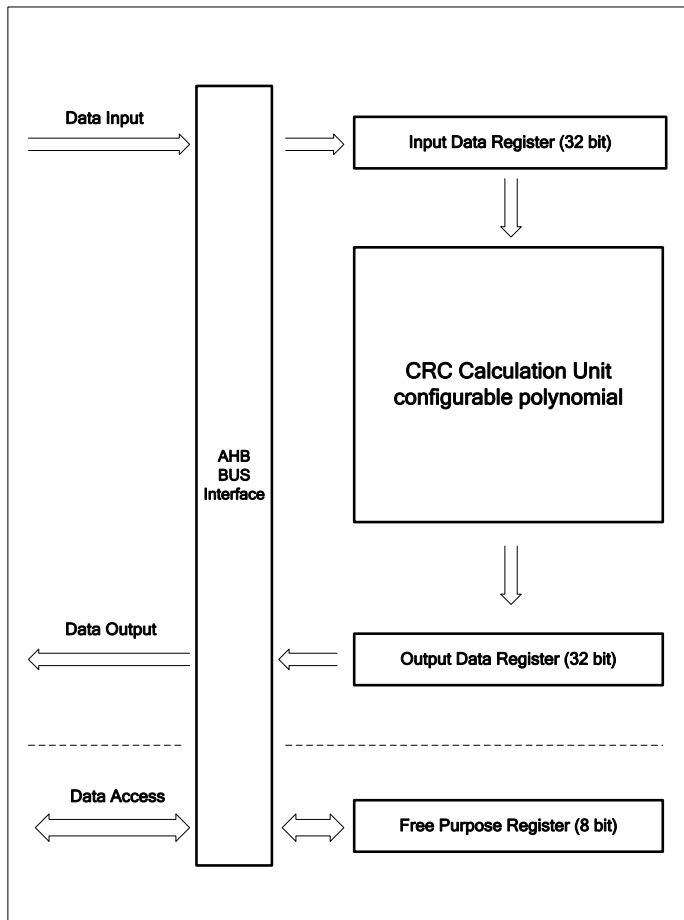 Data Input
Input Data Register (32 bit)
CRC Calculation Unit
configurable polynomial
AHB
BUS
Interface
Data Output
Output Data Register (32 bit)
Data Access
Free Purpose Register (8 bit)